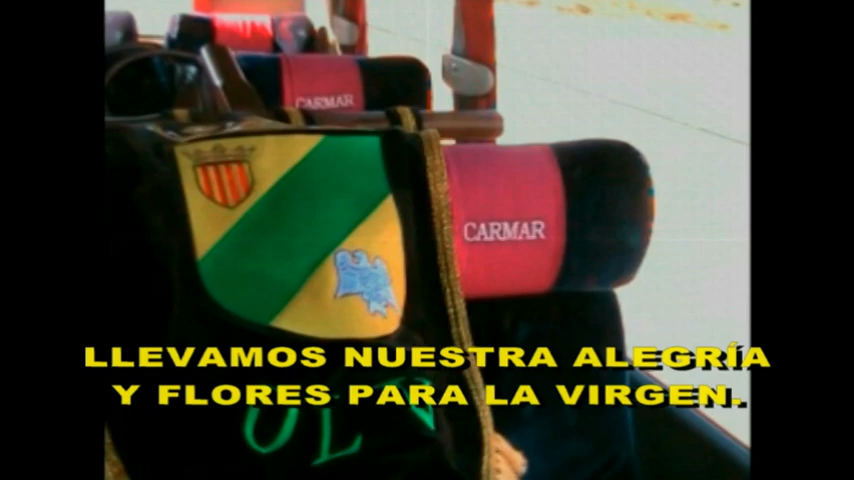 CARMAR
CARMAR
LLEVAMOS NUESTRA ALEGRÍA
Y FLORES PARA LA VIRGEN.